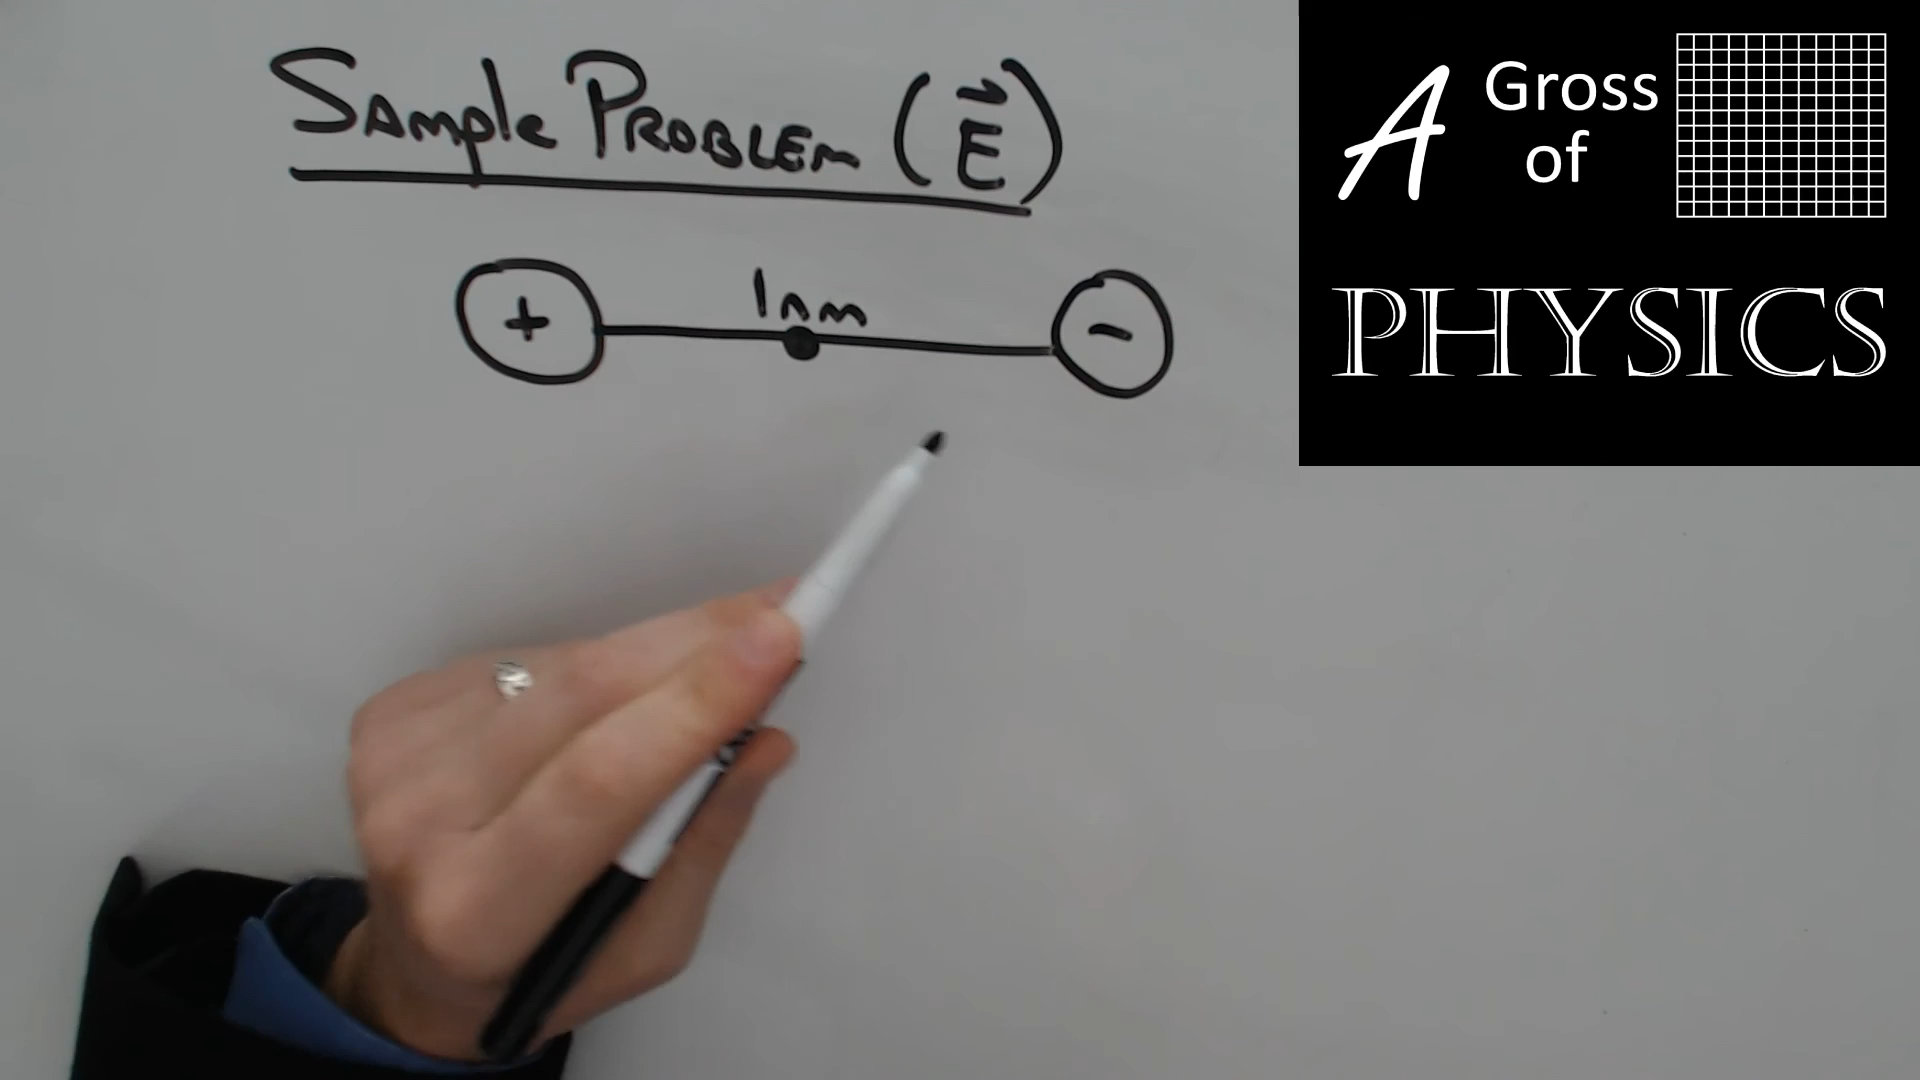 SAmple PROBLEm (E)
1nm
+
-
A Gross
of
PHYSICS